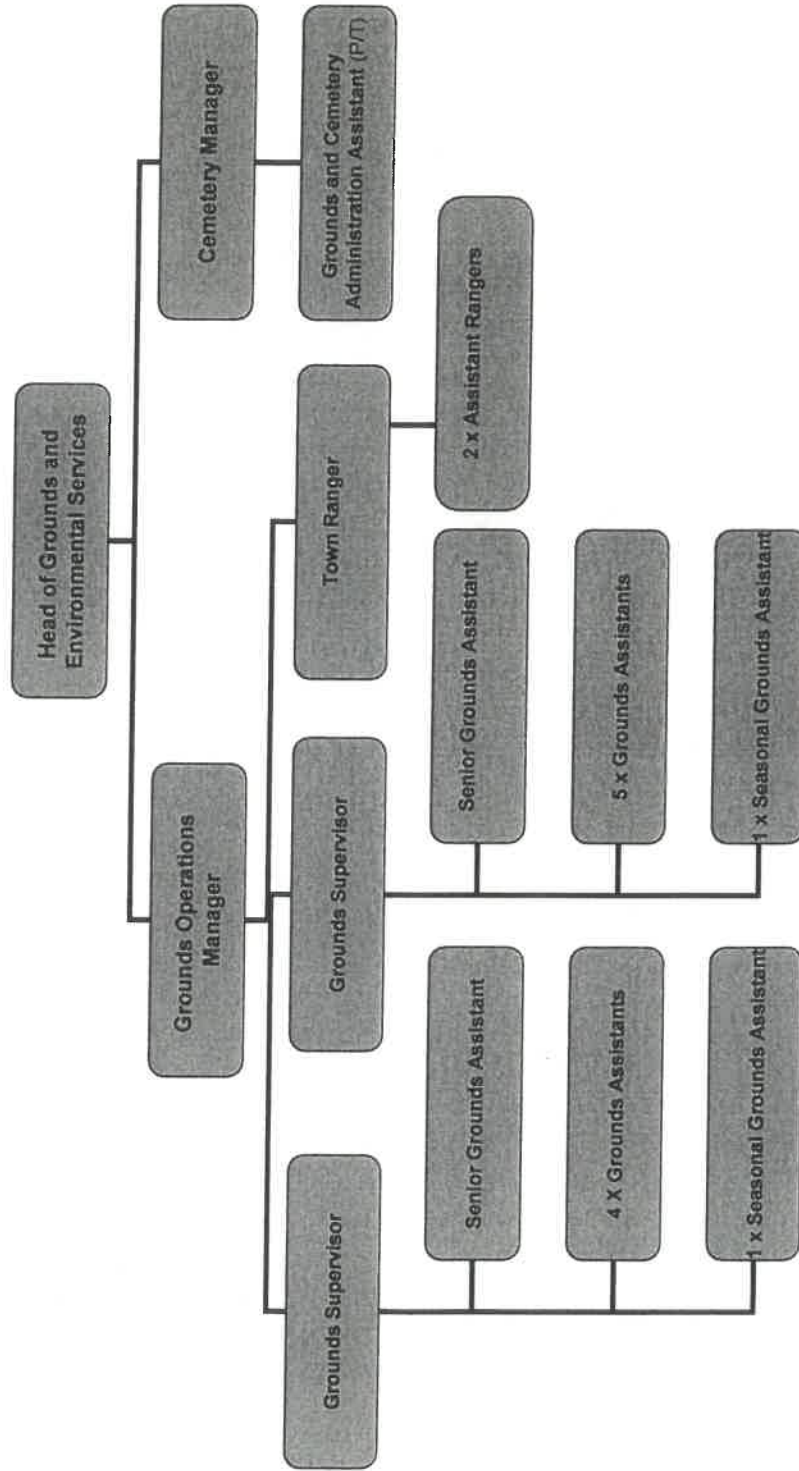 Head of Grounds and
Environmental Services
Grounds Operations
Manager
Cemetery Manager
Grounds Supervisor
Grounds Supervisor
Town Ranger
Grounds and Cemetery
Administration Assistant (P/T)
Senior Grounds Assistant
Senior Grounds Assistant
2 x Assistant Rangers
4 X Grounds Assistants
5 x Grounds Assistants
1 x Seasonal Grounds Assistant
1 x Seasonal Grounds Assistant